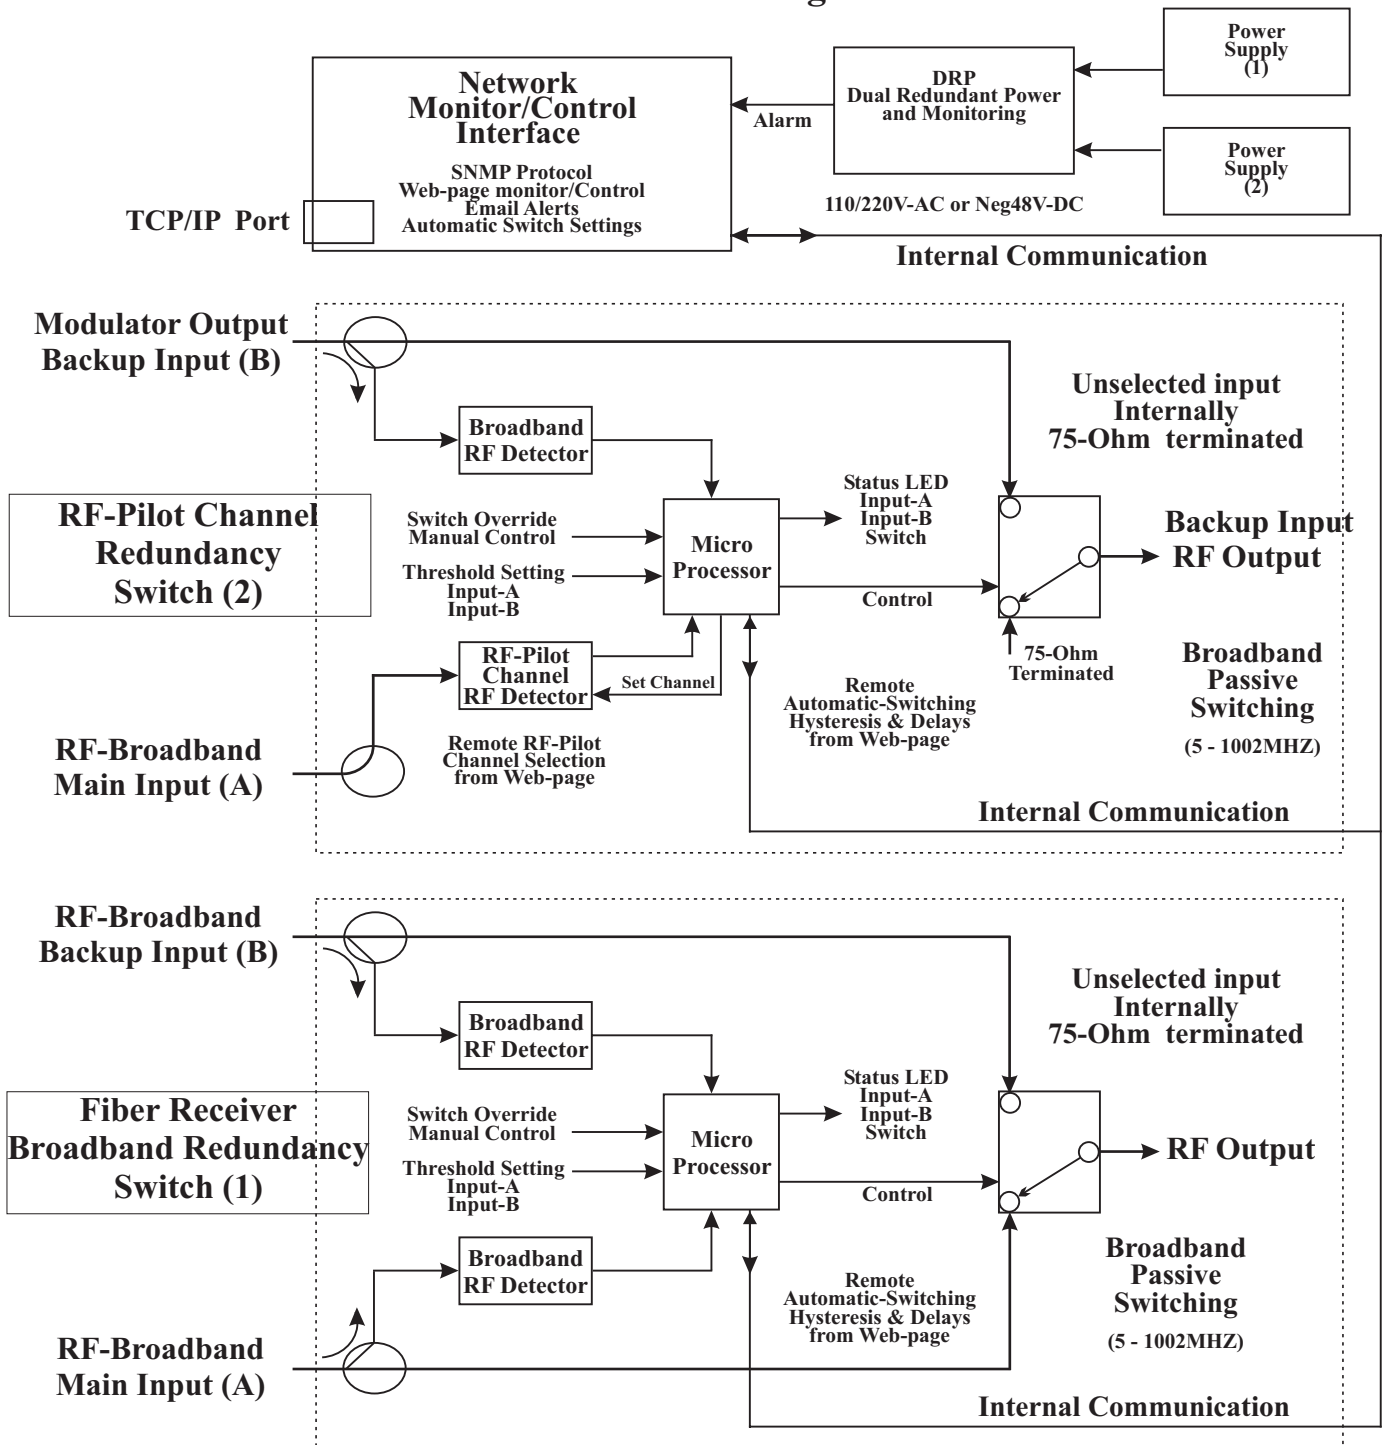 Power
Supply
(1)
DRP
Dual Redundant Power
and Monitoring
Network
Monitor/Control
Interface
Alarm
Power
Supply
(2)
SNMP Protocol
Web-page monitor/Control
Email Alerts
Automatic Switch Settings
TCP/IP Port
110/220V-AC or Neg48V-DC
Internal Communication
Modulator Output
Backup Input (B)
Unselected input
Internally
75-Ohm terminated
Broadband
RF Detector
RF-Pilot Channel
Redundancy
Switch (2)
Switch Override
Manual Control
Threshold Setting
Input-A
Input-B
Micro
Processor
Status LED
Input-A
Input-B
Switch
Control
Backup Input
RF Output
RF-Pilot
Channel
RF Detector
Set Channel
75-Ohm
Terminated
Broadband
Passive
Switching
(5 - 1002MHZ)
Remote
Automatic-Switching
Hysteresis & Delays
from Web-page
Remote RF-Pilot
Channel Selection
from Web-page
RF-Broadband
Main Input (A)
Internal Communication
RF-Broadband
Backup Input (B)
Unselected input
Internally
75-Ohm terminated
Broadband
RF Detector
Fiber Receiver
Broadband Redundancy
Switch (1)
Switch Override
Manual Control
Threshold Setting
Input-A
Input-B
Micro
Processor
Status LED
Input-A
Input-B
Switch
Control
RF Output
Broadband
RF Detector
Remote
Automatic-Switching
Hysteresis & Delays
from Web-page
Broadband
Passive
Switching
(5 - 1002MHZ)
RF-Broadband
Main Input (A)
Internal Communication